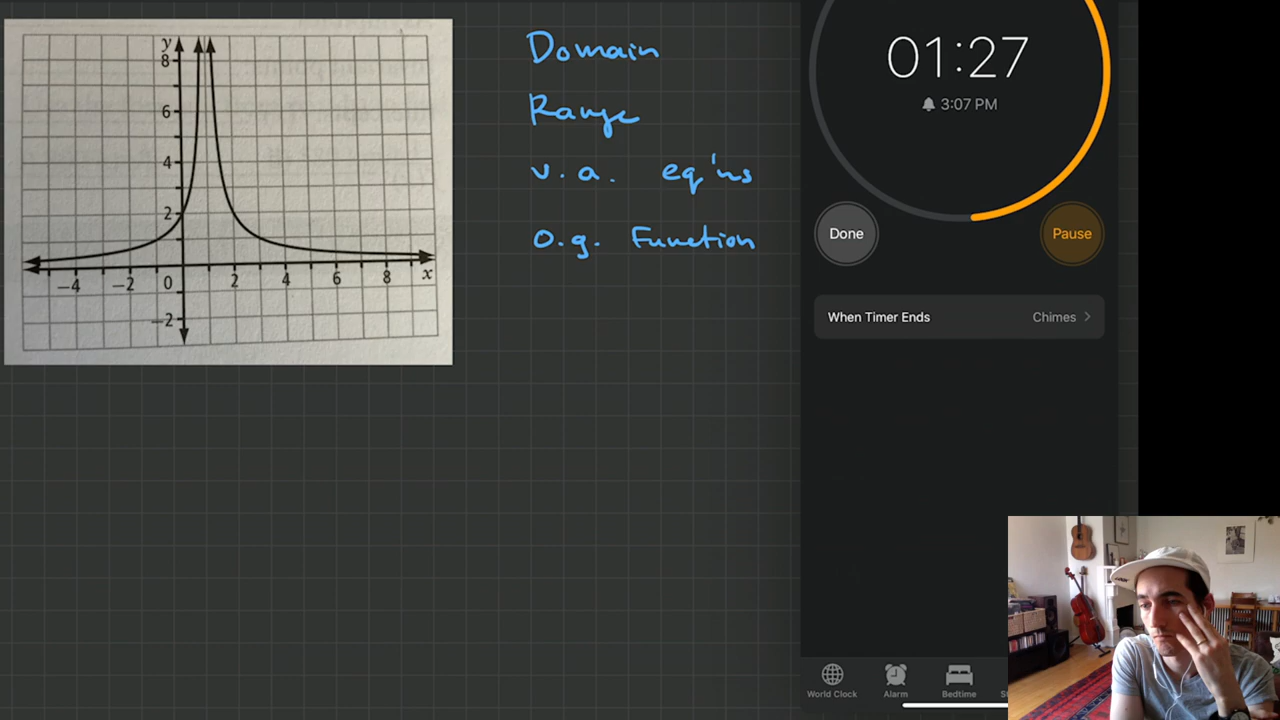 y
8
6
4
2
-4 -2 0 2 4 6 8 x
-2
Domain
Range
v.a. eq'ns
o.g. Function
01:27
3:07 PM
Done Pause
When Timer Ends Chimes
World Clock Alarm Bedtime